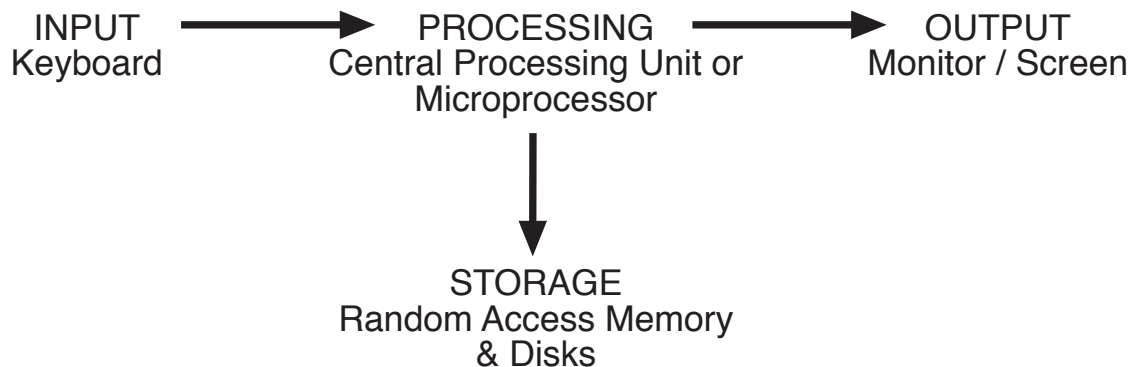 INPUT
Keyboard
PROCESSING
Central Processing Unit or
Microprocessor
OUTPUT
Monitor / Screen
STORAGE
Random Access Memory
& Disks